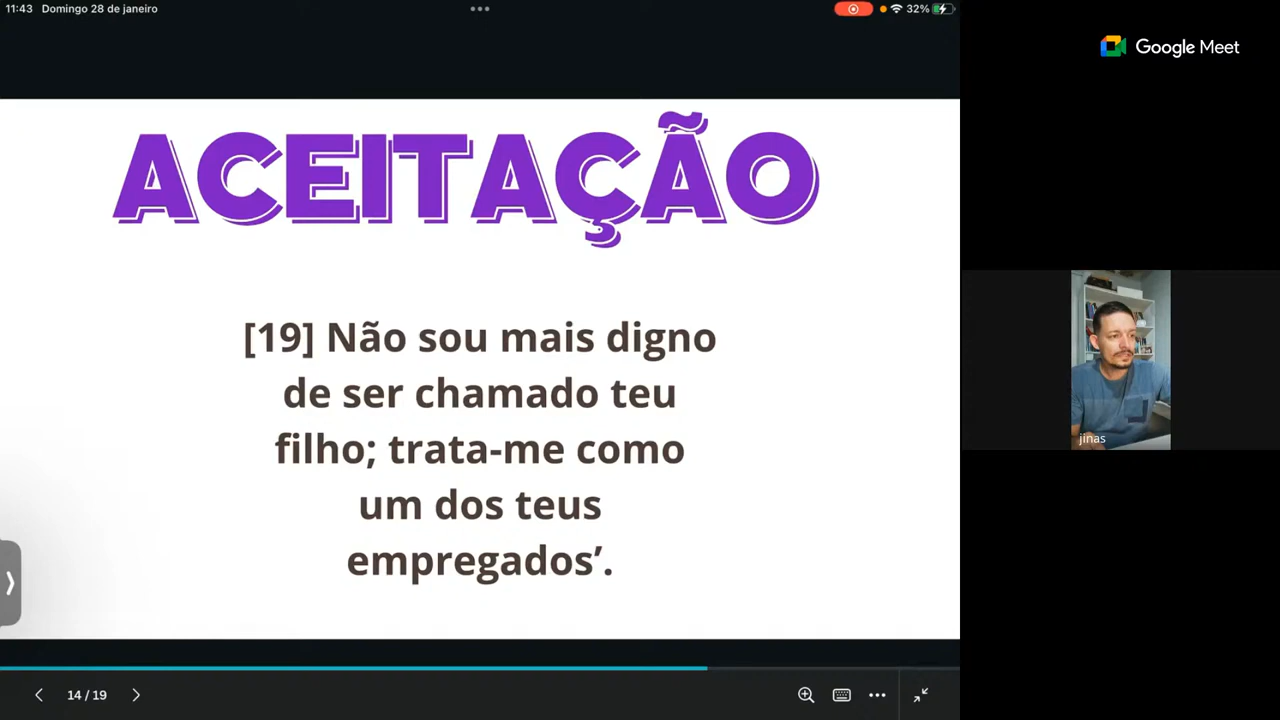 11:43 Domingo 28 de janeiro
32%
Google Meet
ACEITAÇÃO
[19] Não sou mais digno
de ser chamado teu
filho; trata-me como
um dos teus
empregados’.
jinas
14 / 19